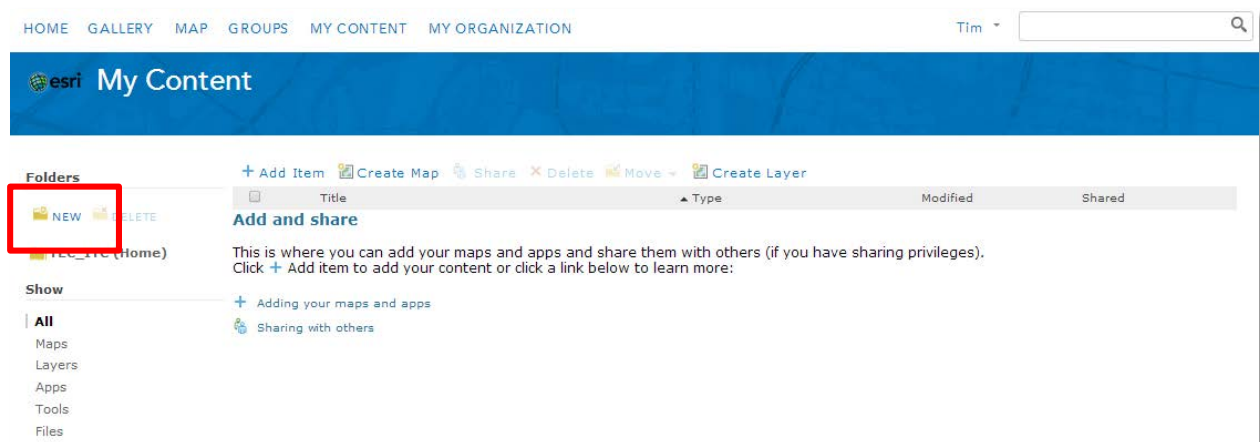 HOME GALLERY MAP GROUPS MY CONTENT MY ORGANIZATION Tim
esri My Content
Folders
NEW DELETE
TEC_ITC (Home)
Show
All
Maps
Layers
Apps
Tools
Files
+ Add Item Create Map Share × Delete Move Create Layer
Title Type Modified Shared
Add and share
This is where you can add your maps and apps and share them with others (if you have sharing privileges).
Click + Add item to add your content or click a link below to learn more:
+ Adding your maps and apps
Sharing with others